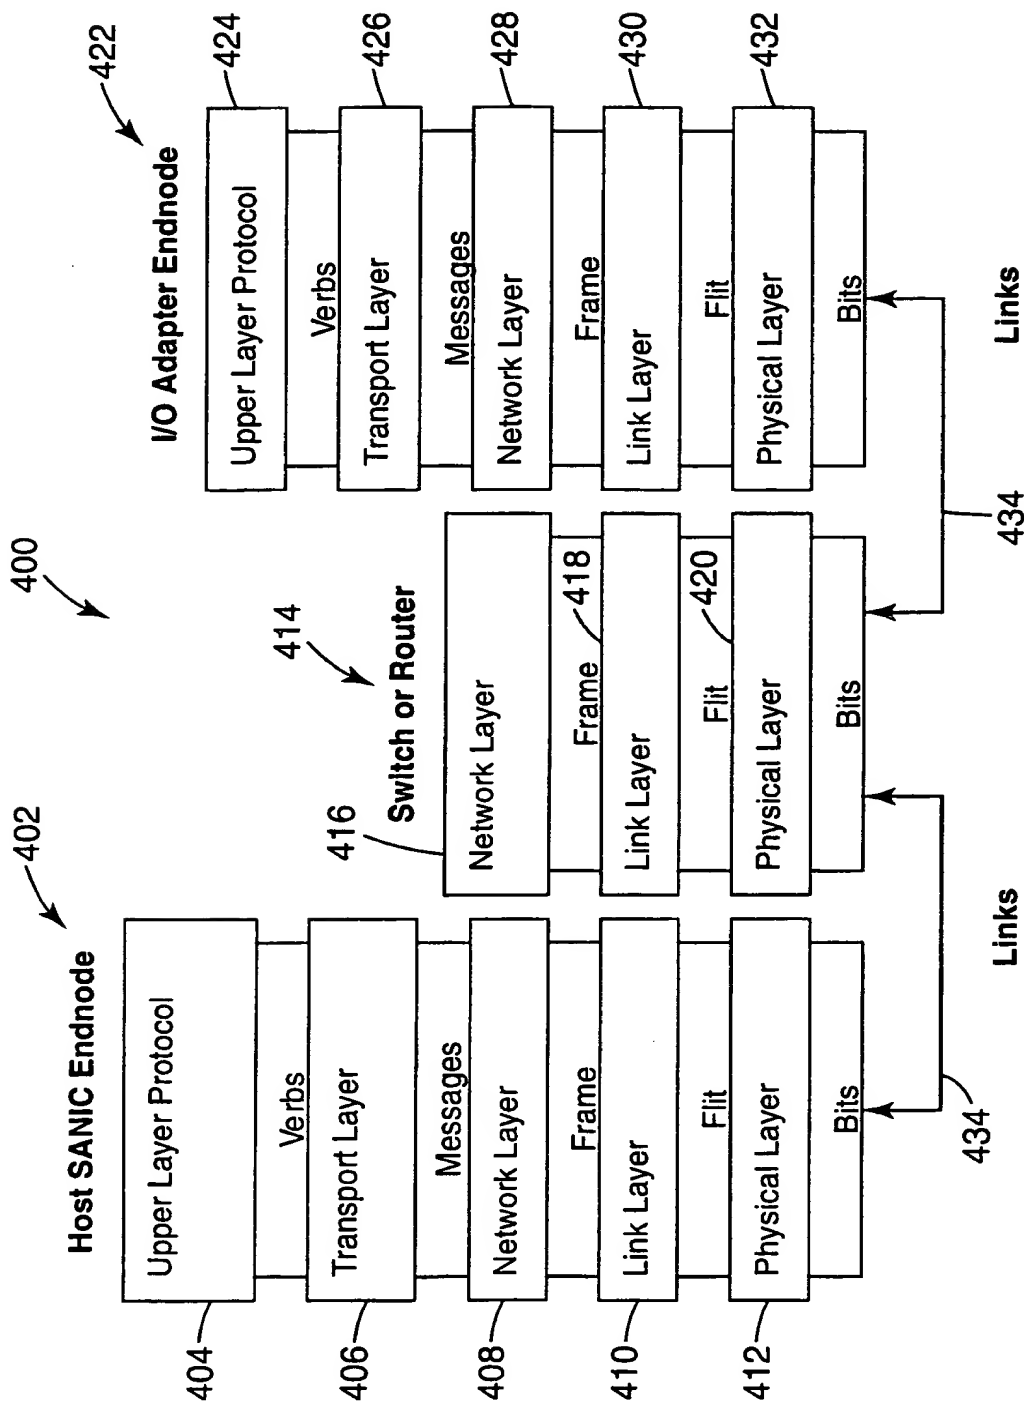 400
Host SANIC Endnode
402
404
Upper Layer Protocol
Verbs
406
Transport Layer
Messages
408
Network Layer
Frame
410
Link Layer
Flit
412
Physical Layer
Bits
434
Links
414
Switch or Router
416
Network Layer
Frame
418
Link Layer
Flit
420
Physical Layer
Bits
422
I/O Adapter Endnode
424
Upper Layer Protocol
Verbs
426
Transport Layer
Messages
428
Network Layer
Frame
430
Link Layer
Flit
432
Physical Layer
Bits
434
Links